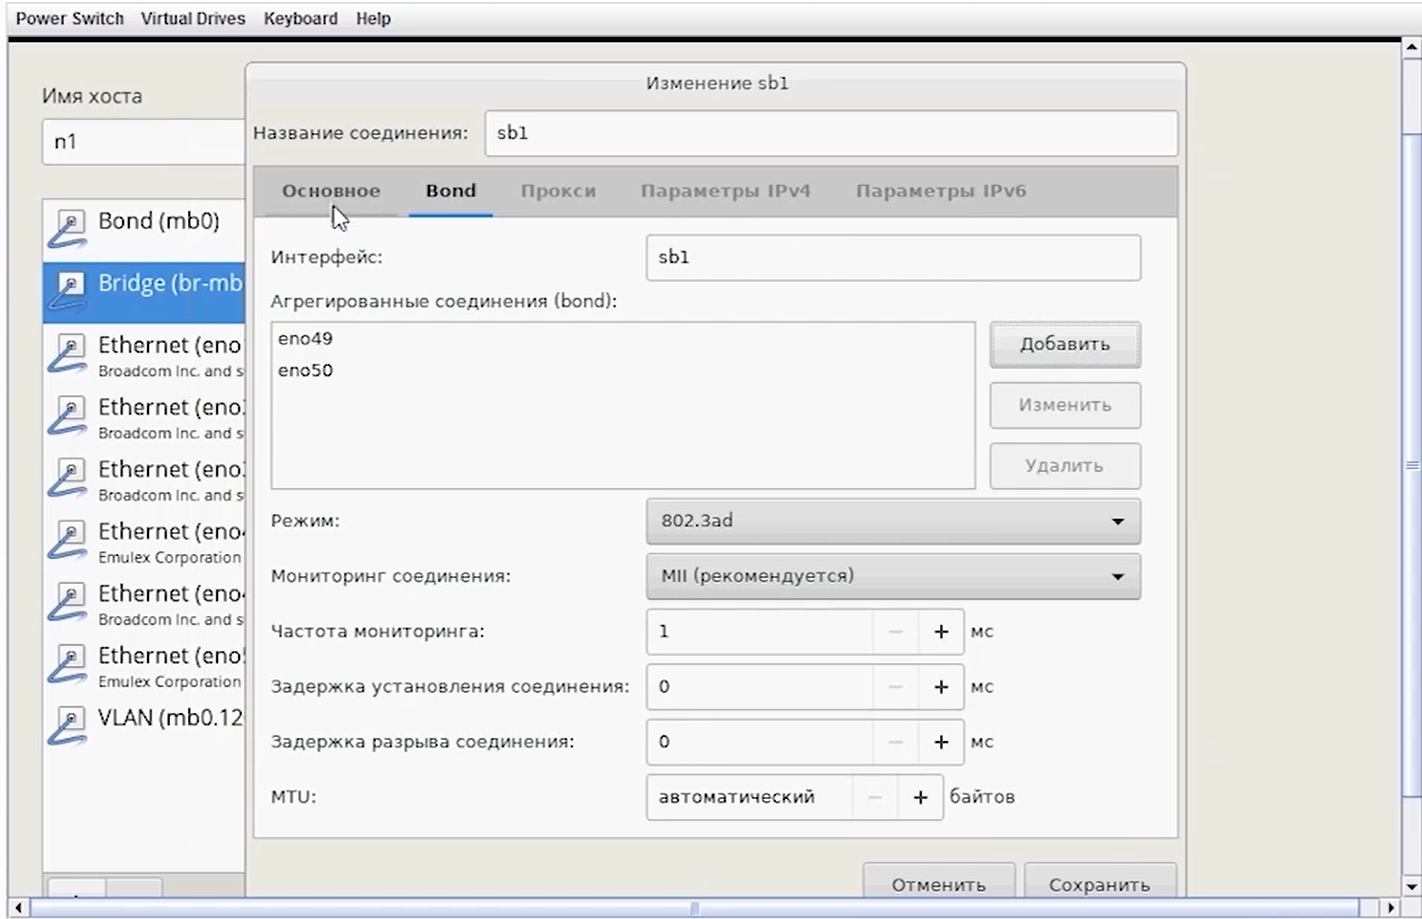 Power Switch Virtual Drives Keyboard Help
Изменение sb1
Имя хоста
n1
Название соединения: sb1
Основное Bond Прокси Параметры IPv4 Параметры IPv6
Bond (mb0)
Bridge (br-mb
Ethernet (eno
Broadcom Inc. and s
Ethernet (eno
Broadcom Inc. and s
Ethernet (eno
Broadcom Inc. and s
Ethernet (eno
Emulex Corporation
Ethernet (eno
Broadcom Inc. and s
Ethernet (eno
Emulex Corporation
VLAN (mb0.12
Интерфейс: sb1
Агрегированные соединения (bond):
eno49
eno50
Добавить
Изменить
Удалить
Режим: 802.3ad
Мониторинг соединения: MII (рекомендуется)
Частота мониторинга: 1 − + мс
Задержка установления соединения: 0 − + мс
Задержка разрыва соединения: 0 − + мс
MTU: автоматический − + байтов
Отменить Сохранить